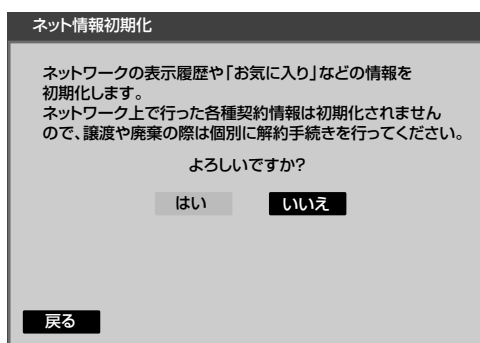 ネット情報初期化
ネットワークの表示履歴や「お気に入り」などの情報を
初期化します。
ネットワーク上で行った各種契約情報は初期化されません
ので、譲渡や廃棄の際は個別に解約手続きを行ってください。
よろしいですか?
はい いいえ
戻る